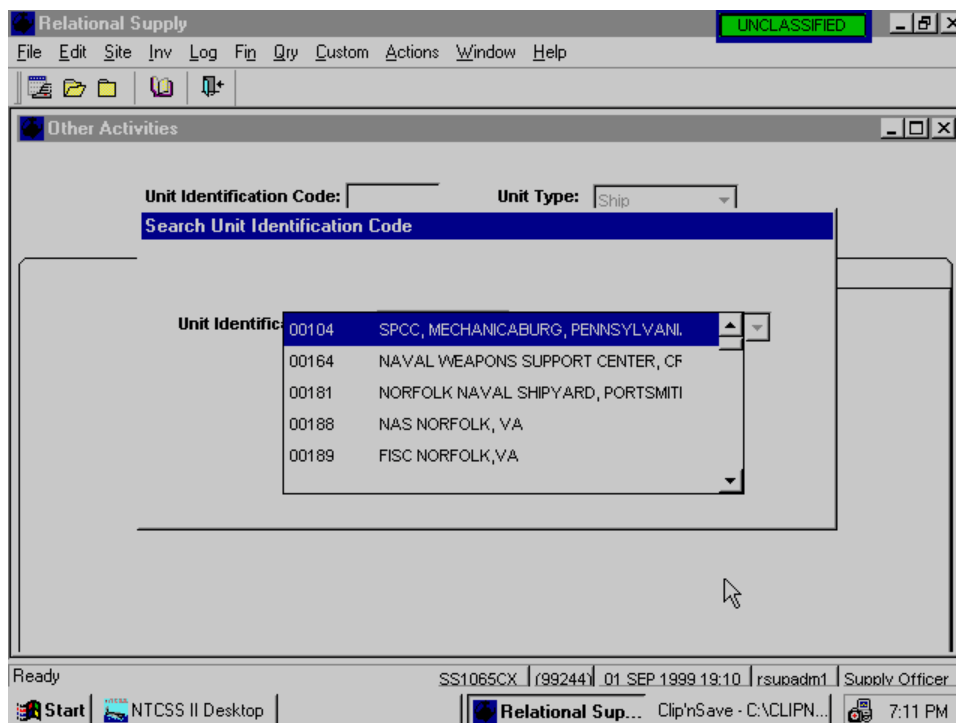 Relational Supply
UNCLASSIFIED
File Edit Site Inv Log Fin Qry Custom Actions Window Help
Other Activities
Unit Identification Code:
Unit Type: Ship
Search Unit Identification Code
Unit Identific
00104 SPCC, MECHANICABURG, PENNSYLVANI
00164 NAVAL WEAPONS SUPPORT CENTER, CR
00181 NORFOLK NAVAL SHIPYARD, PORTSMITI
00188 NAS NORFOLK, VA
00189 FISC NORFOLK,VA
Ready
SS1065CX (99244) 01 SEP 1999 19:10 rsupadm1 Supply Officer
Start NTCSS II Desktop Relational Sup... Clip'nSave - C:\CLIPN... 7:11 PM